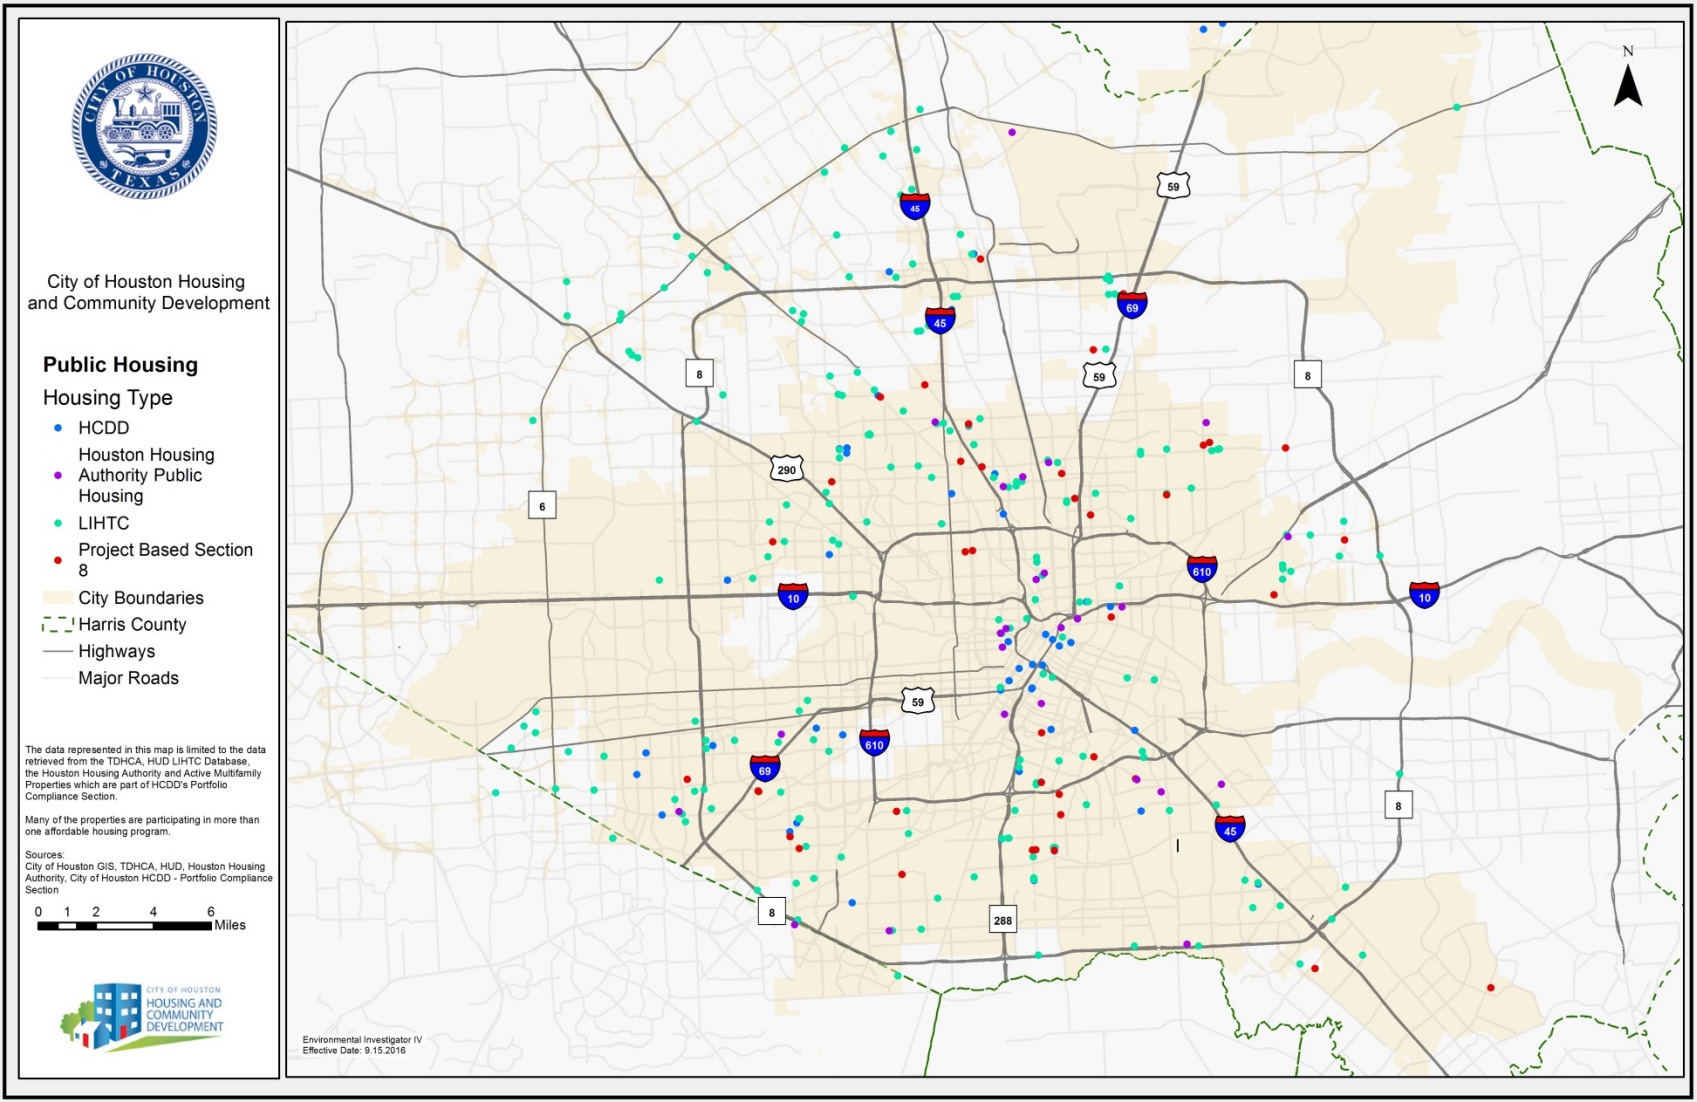 CITY OF HOUSTON
TEXAS
City of Houston Housing
and Community Development
Public Housing
Housing Type
HCDD
Houston Housing
Authority Public
Housing
LIHTC
Project Based Section
8
City Boundaries
Harris County
Highways
Major Roads
The data represented in this map is limited to the data
retrieved from the TDHCA, HUD LIHTC Database,
the Houston Housing Authority and Active Multifamily
Properties which are part of HCDD's Portfolio
Compliance Section.
Many of the properties are participating in more than
one affordable housing program.
Sources:
City of Houston GIS, TDHCA, HUD, Houston Housing
Authority, City of Houston HCDD - Portfolio Compliance
Section
0 1 2 4 6
Miles
CITY OF HOUSTON
HOUSING AND
COMMUNITY
DEVELOPMENT
N
59
45
69
45
59
8
8
290
6
610
10
10
59
610
69
8
45
8
288
Environmental Investigator IV
Effective Date: 9.15.2016